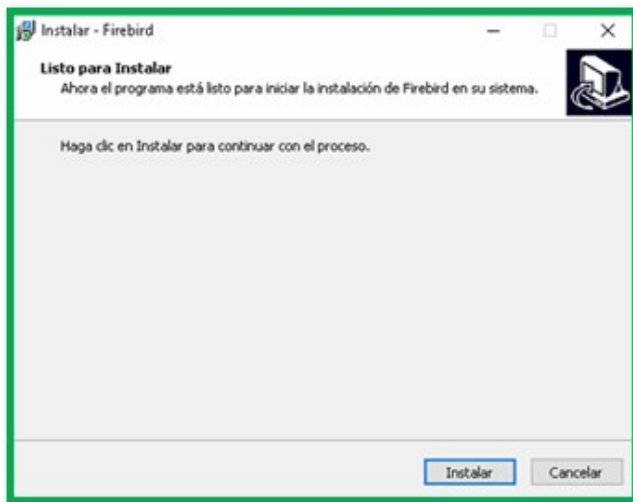 Instalar - Firebird
Listo para Instalar
Ahora el programa está listo para iniciar la instalación de Firebird en su sistema.
Haga clic en Instalar para continuar con el proceso.
Instalar
Cancelar